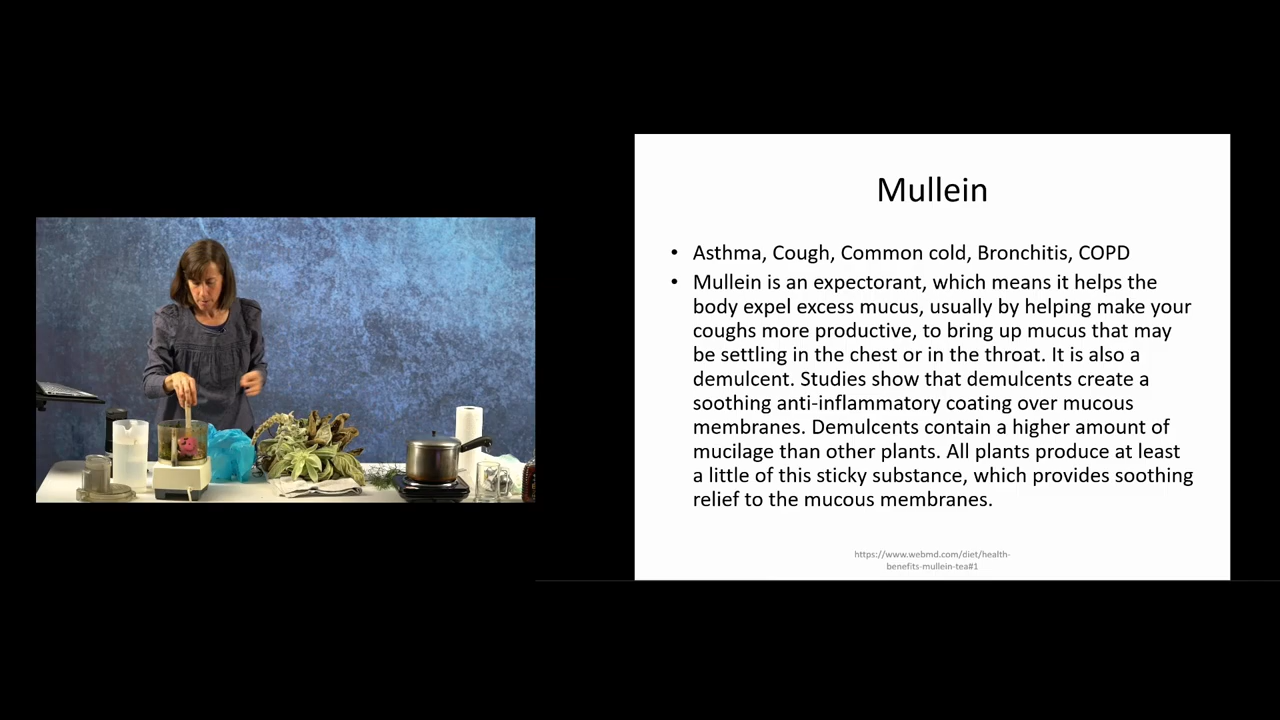 Mullein
• Asthma, Cough, Common cold, Bronchitis, COPD
• Mullein is an expectorant, which means it helps the
body expel excess mucus, usually by helping make your
coughs more productive, to bring up mucus that may
be settling in the chest or in the throat. It is also a
demulcent. Studies show that demulcents create a
soothing anti-inflammatory coating over mucous
membranes. Demulcents contain a higher amount of
mucilage than other plants. All plants produce at least
a little of this sticky substance, which provides soothing
relief to the mucous membranes.
https://www.webmd.com/diet/health-
benefits-mullein-tea#1